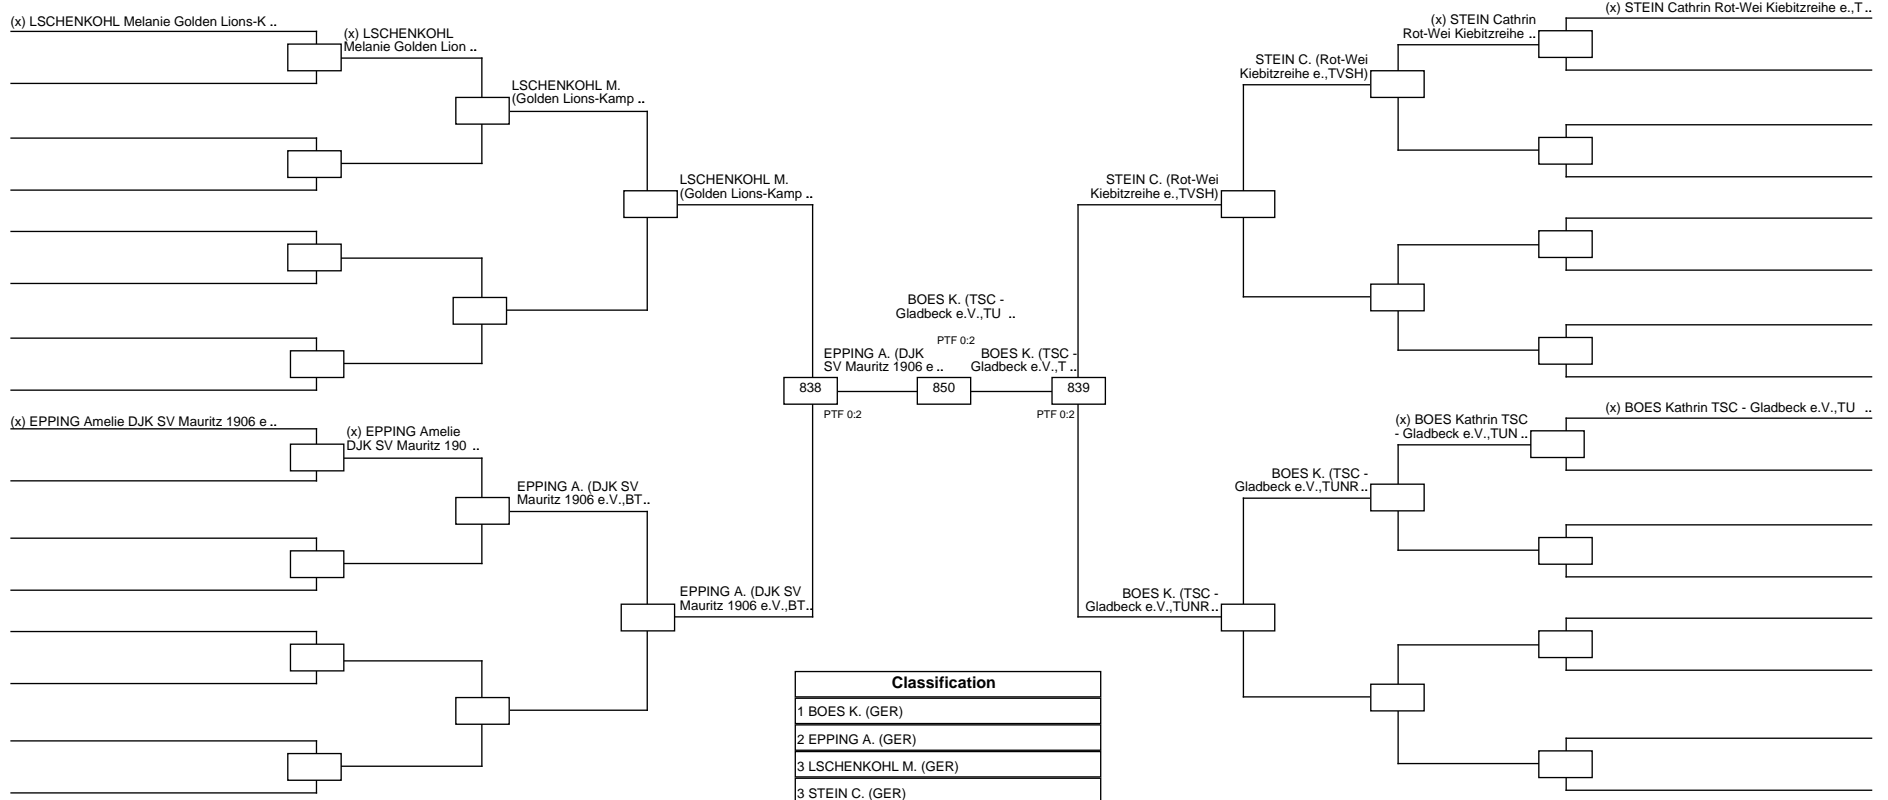 (x) LSCHENKOHL Melanie Golden Lions-K ..
(x) LSCHENKOHL
Melanie Golden Lion ..
LSCHENKOHL M.
(Golden Lions-Kamp ..
LSCHENKOHL M.
(Golden Lions-Kamp ..
(x) EPPING Amelie DJK SV Mauritz 1906 e ..
(x) EPPING Amelie
DJK SV Mauritz 190 ..
EPPING A. (DJK SV
Mauritz 1906 e.V.,BT ..
EPPING A. (DJK SV
Mauritz 1906 e.V.,BT ..
838
PTF 0:2
EPPING A. (DJK
SV Mauritz 1906 e ..
BOES K. (TSC -
Gladbeck e.V.,TU ..
PTF 0:2
850
BOES K. (TSC -
Gladbeck e.V.,T ..
839
PTF 0:2
STEIN C. (Rot-Wei
Kiebitzreihe e.,TVSH)
STEIN C. (Rot-Wei
Kiebitzreihe e.,TVSH)
(x) STEIN Cathrin
Rot-Wei Kiebitzreihe ..
(x) STEIN Cathrin Rot-Wei Kiebitzreihe e.,T ..
BOES K. (TSC -
Gladbeck e.V.,TUNR ..
BOES K. (TSC -
Gladbeck e.V.,TUNR ..
(x) BOES Kathrin TSC
- Gladbeck e.V.,TUN ..
(x) BOES Kathrin TSC - Gladbeck e.V.,TU ..
Classification
1 BOES K. (GER)
2 EPPING A. (GER)
3 LSCHENKOHL M. (GER)
3 STEIN C. (GER)